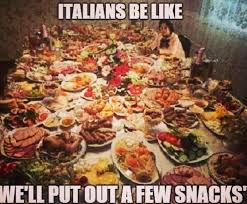 ITALIANS BE LIKE
WE'LL PUT OUT A FEW SNACKS"